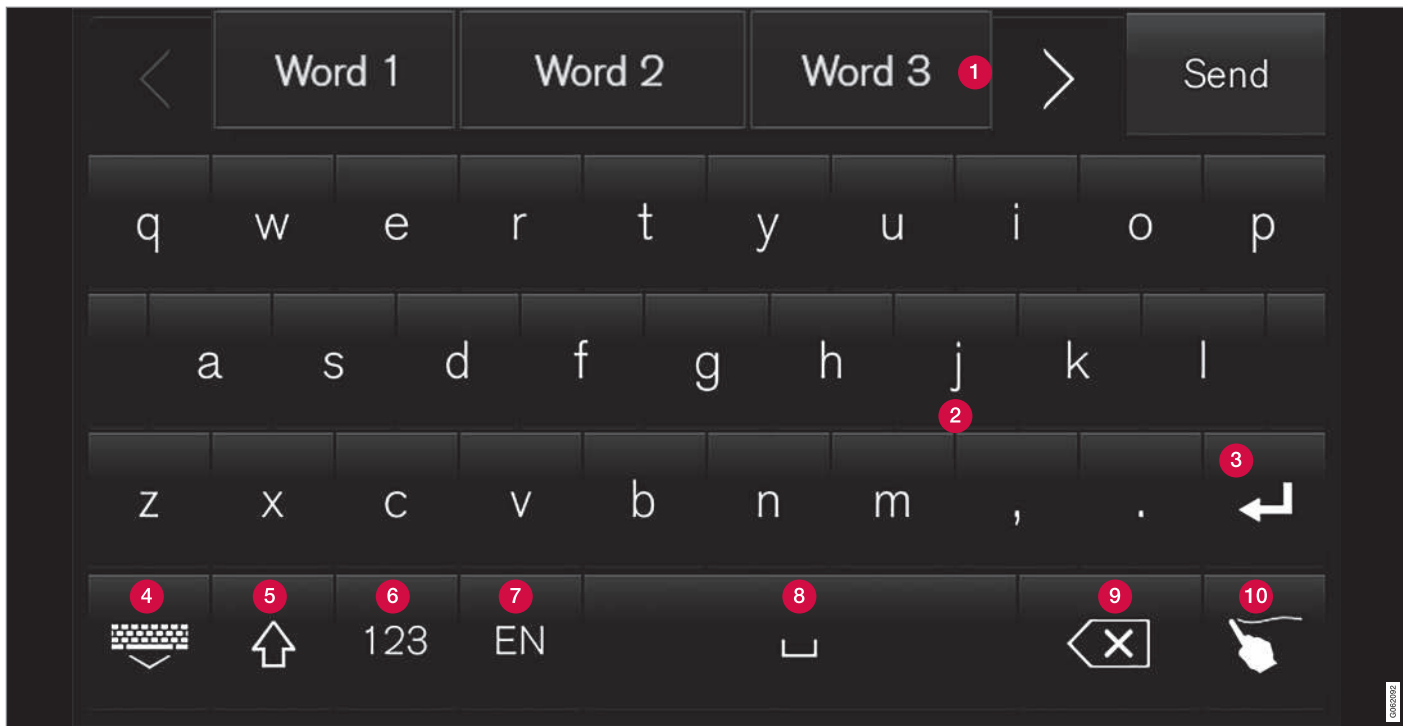 Word 1 Word 2 Word 3 1 Send
q w e r t y u i o p
a s d f g h j k l
2
3
z x c v b n m , .
4 5 6 7 8 9 10
123 EN
G062092